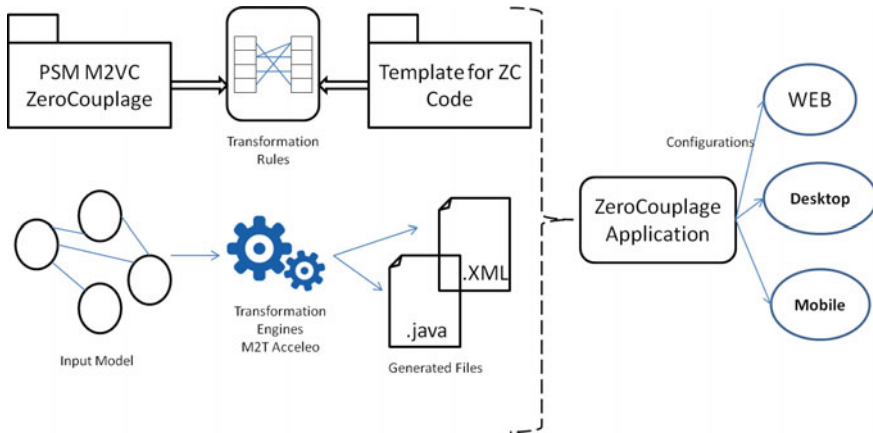 PSM M2VC
ZeroCouplage
Template for ZC
Code
Transformation
Rules
Input Model
Transformation
Engines
M2T Acceleo
.XML
.java
Generated Files
ZeroCouplage
Application
Configurations
WEB
Desktop
Mobile